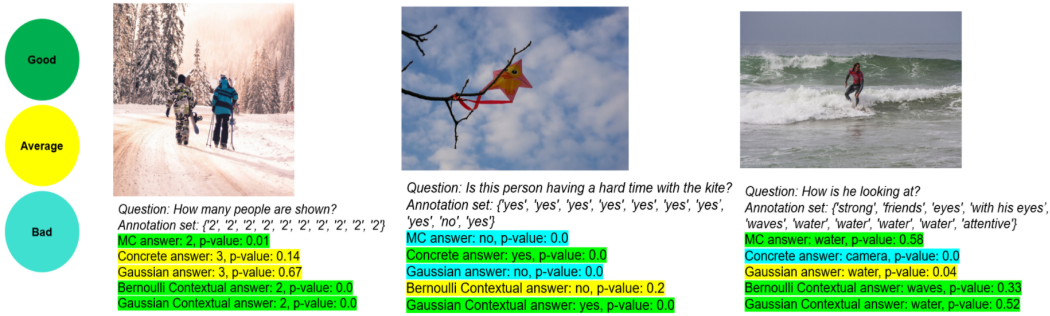 Good
Average
Bad
Question: How many people are shown?
Annotation set: {'2', '2', '2', '2', '2', '2', '2', '2', '2', '2'}
MC answer: 2, p-value: 0.01
Concrete answer: 3, p-value: 0.14
Gaussian answer: 3, p-value: 0.67
Bernoulli Contextual answer: 2, p-value: 0.0
Gaussian Contextual answer: 2, p-value: 0.0
Question: Is this person having a hard time with the kite?
Annotation set: {'yes', 'yes', 'yes', 'yes', 'yes', 'yes', 'yes',
'yes', 'no', 'yes'}
MC answer: no, p-value: 0.0
Concrete answer: yes, p-value: 0.0
Gaussian answer: no, p-value: 0.0
Bernoulli Contextual answer: no, p-value: 0.2
Gaussian Contextual answer: yes, p-value: 0.0
Question: How is he looking at?
Annotation set: {'strong', 'friends', 'eyes', 'with his eyes',
'waves', 'water', 'water', 'water', 'water', 'attentive'}
MC answer: water, p-value: 0.58
Concrete answer: camera, p-value: 0.0
Gaussian answer: water, p-value: 0.04
Bernoulli Contextual answer: waves, p-value: 0.33
Gaussian Contextual answer: water, p-value: 0.52